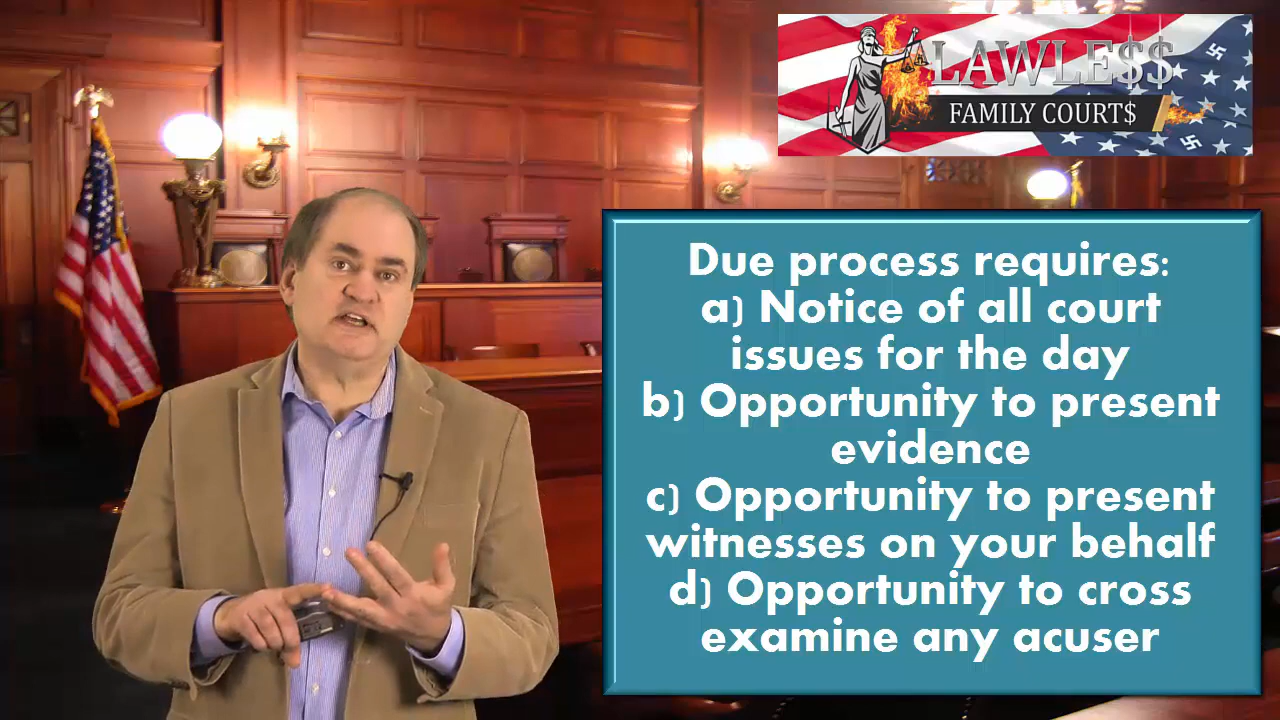 LAWLE$$
FAMILY COURT$
Due process requires:
a) Notice of all court
issues for the day
b) Opportunity to present
evidence
c) Opportunity to present
witnesses on your behalf
d) Opportunity to cross
examine any acuser